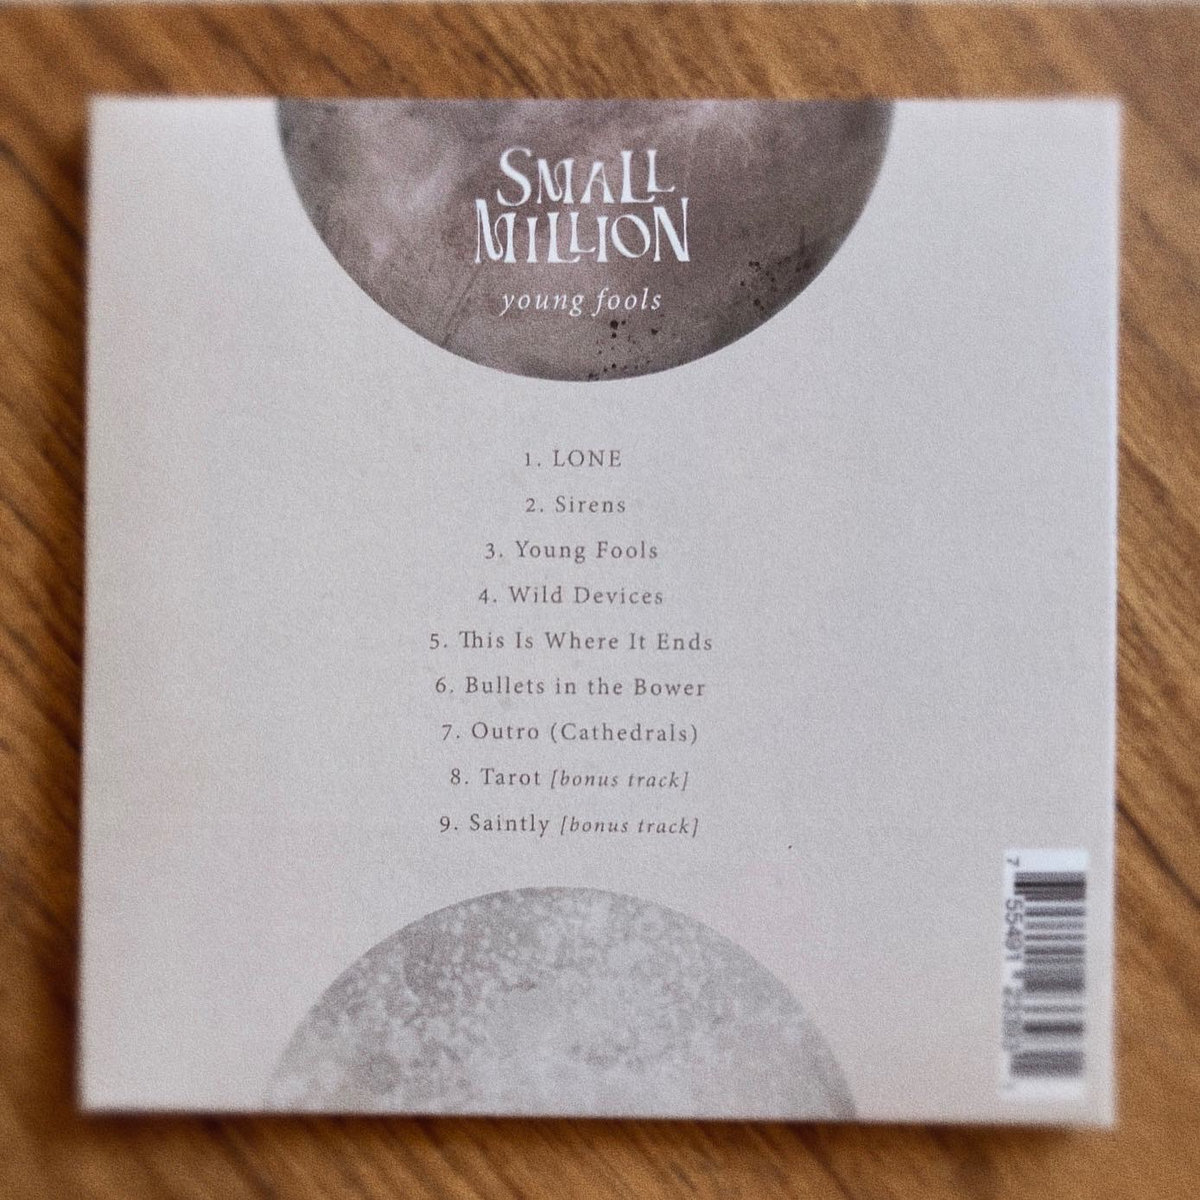 SMALL
MILLION
young fools
1. LONE
2. Sirens
3. Young Fools
4. Wild Devices
5. This Is Where It Ends
6. Bullets in the Bower
7. Outro (Cathedrals)
8. Tarot [bonus track]
9. Saintly [bonus track]